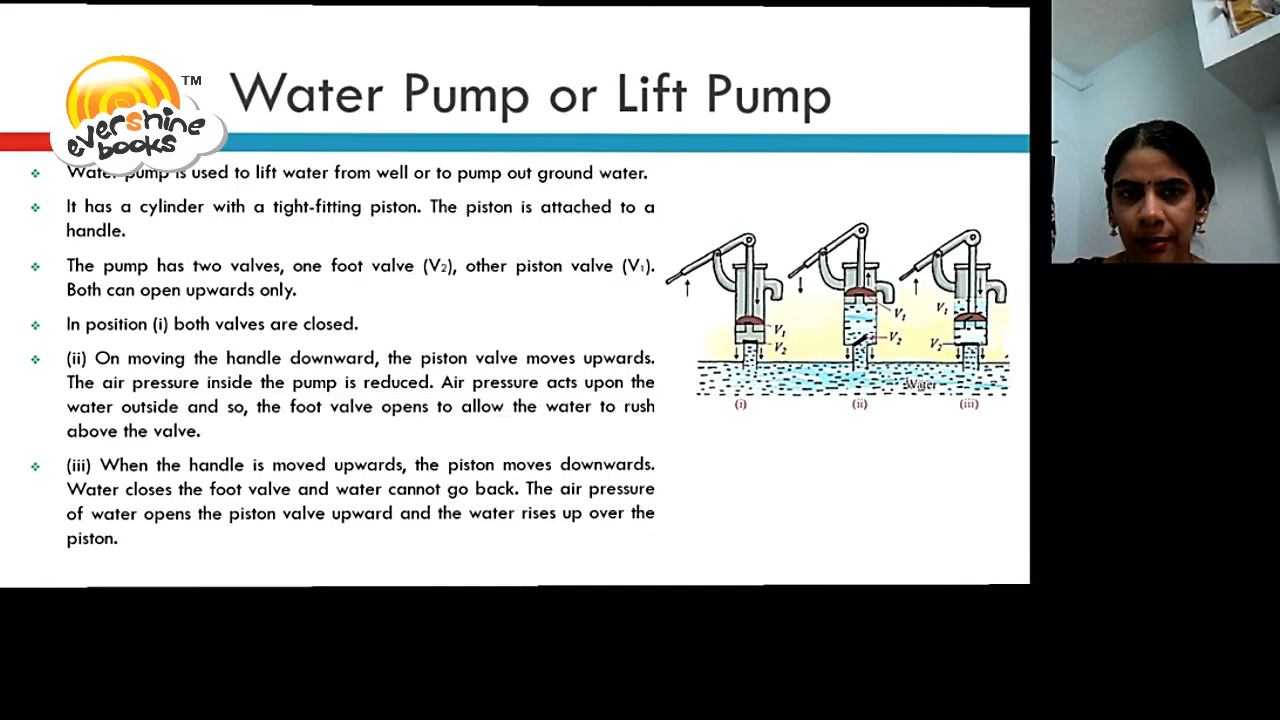 evershine
books
TM
Water Pump or Lift Pump
Water pump is used to lift water from well or to pump out ground water.
It has a cylinder with a tight-fitting piston. The piston is attached to a
handle.
The pump has two valves, one foot valve (V2), other piston valve (V1).
Both can open upwards only.
In position (i) both valves are closed.
(ii) On moving the handle downward, the piston valve moves upwards.
The air pressure inside the pump is reduced. Air pressure acts upon the
water outside and so, the foot valve opens to allow the water to rush
above the valve.
(iii) When the handle is moved upwards, the piston moves downwards.
Water closes the foot valve and water cannot go back. The air pressure
of water opens the piston valve upward and the water rises up over the
piston.
V1
V2
V1
V2
V1
V2
Water
(i)
(ii)
(iii)